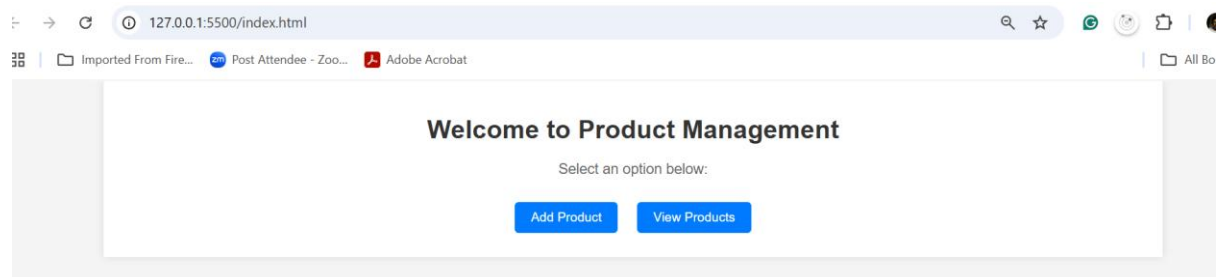 127.0.0.1:5500/index.html
Imported From Fire... zm Post Attendee - Zoo... Adobe Acrobat All Bo
Welcome to Product Management
Select an option below:
Add Product View Products